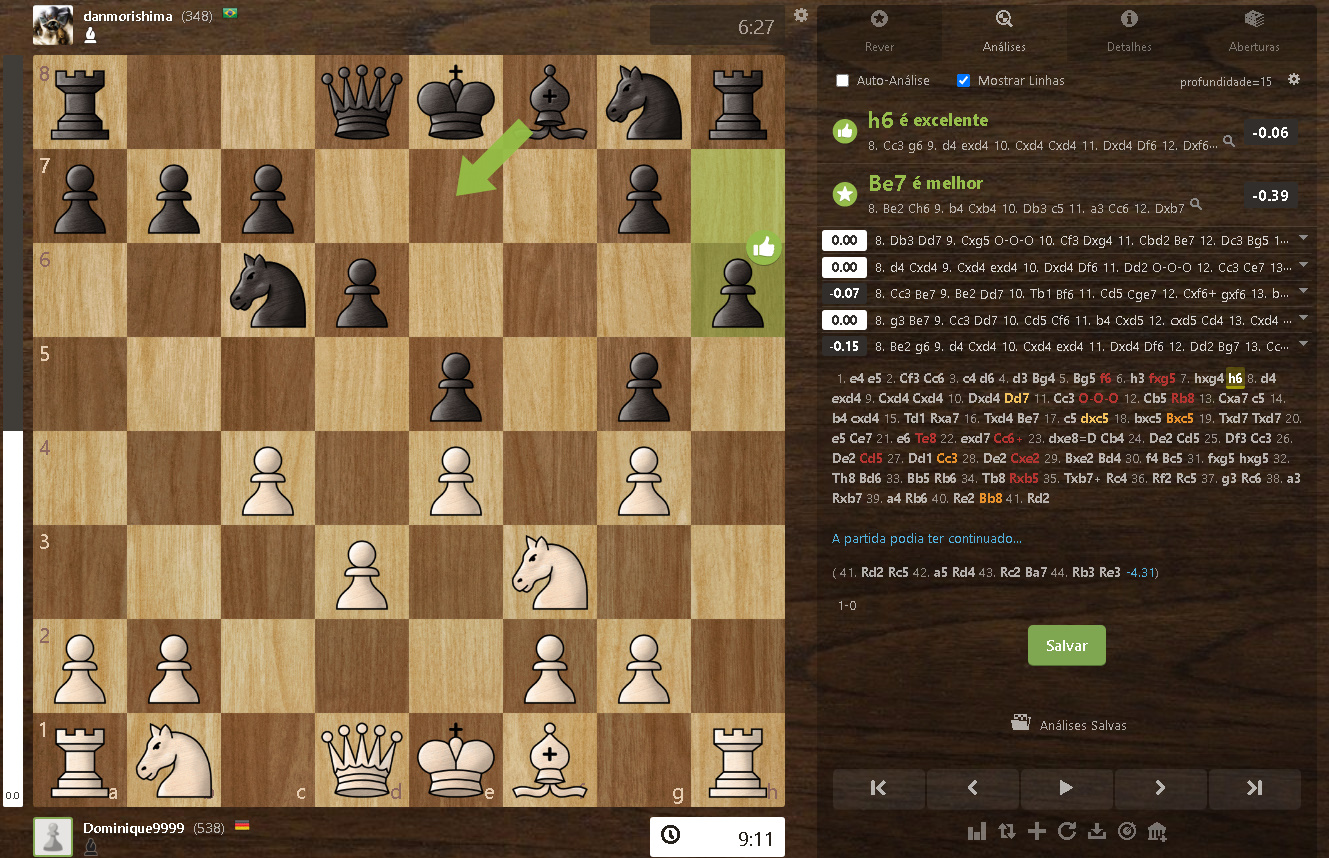 danmorishima (348)
6:27
8
7
6
5
4
3
2
1
a
c
d
e
g
h
0.0
Dominique9999 (538)
9:11
Rever
Análises
Detalhes
Aberturas
Auto-Análise
Mostrar Linhas
profundidade=15
h6 é excelente
8. Cc3 g6 9. d4 exd4 10. Cxd4 Cxd4 11. Dxd4 Df6 12. Dxf6···
-0.06
Be7 é melhor
8. Be2 Ch6 9. b4 Cxb4 10. Db3 c5 11. a3 Cc6 12. Dxb7
-0.39
0.00 8. Db3 Dd7 9. Cxg5 O-O-O 10. Cf3 Dxg4 11. Cbd2 Be7 12. Dc3 Bg5 1···
0.00 8. d4 Cxd4 9. Cxd4 exd4 10. Dxd4 Df6 11. Dd2 O-O-O 12. Cc3 Ce7 13···
-0.07 8. Cc3 Be7 9. Be2 Dd7 10. Tb1 Bf6 11. Cd5 Cge7 12. Cxf6+ gxf6 13. b···
0.00 8. g3 Be7 9. Cc3 Dd7 10. Cd5 Cf6 11. b4 Cxd5 12. cxd5 Cd4 13. Cxd4 ···
-0.15 8. Be2 g6 9. d4 Cxd4 10. Cxd4 exd4 11. Dxd4 Df6 12. Dd2 Bg7 13. Cc···
1. e4 e5 2. Cf3 Cc6 3. c4 d6 4. d3 Bg4 5. Bg5 f6 6. h3 fxg5 7. hxg4 h6 8. d4
exd4 9. Cxd4 Cxd4 10. Dxd4 Dd7 11. Cc3 O-O-O 12. Cb5 Rb8 13. Cxa7 c5 14.
b4 cxd4 15. Td1 Rxa7 16. Txd4 Be7 17. c5 dxc5 18. bxc5 Bxc5 19. Txd7 Txd7 20.
e5 Ce7 21. e6 Te8 22. exd7 Cc6+ 23. dxe8=D Cb4 24. De2 Cd5 25. Df3 Cc3 26.
De2 Cd5 27. Dd1 Cc3 28. De2 Cxe2 29. Bxe2 Bd4 30. f4 Bc5 31. fxg5 hxg5 32.
Th8 Bd6 33. Bb5 Rb6 34. Tb8 Rxb5 35. Txb7+ Rc4 36. Rf2 Rc5 37. g3 Rc6 38. a3
Rxb7 39. a4 Rb6 40. Re2 Bb8 41. Rd2
A partida podia ter continuado...
( 41. Rd2 Rc5 42. a5 Rd4 43. Rc2 Ba7 44. Rb3 Re3 -4.31)
1-0
Salvar
Análises Salvas